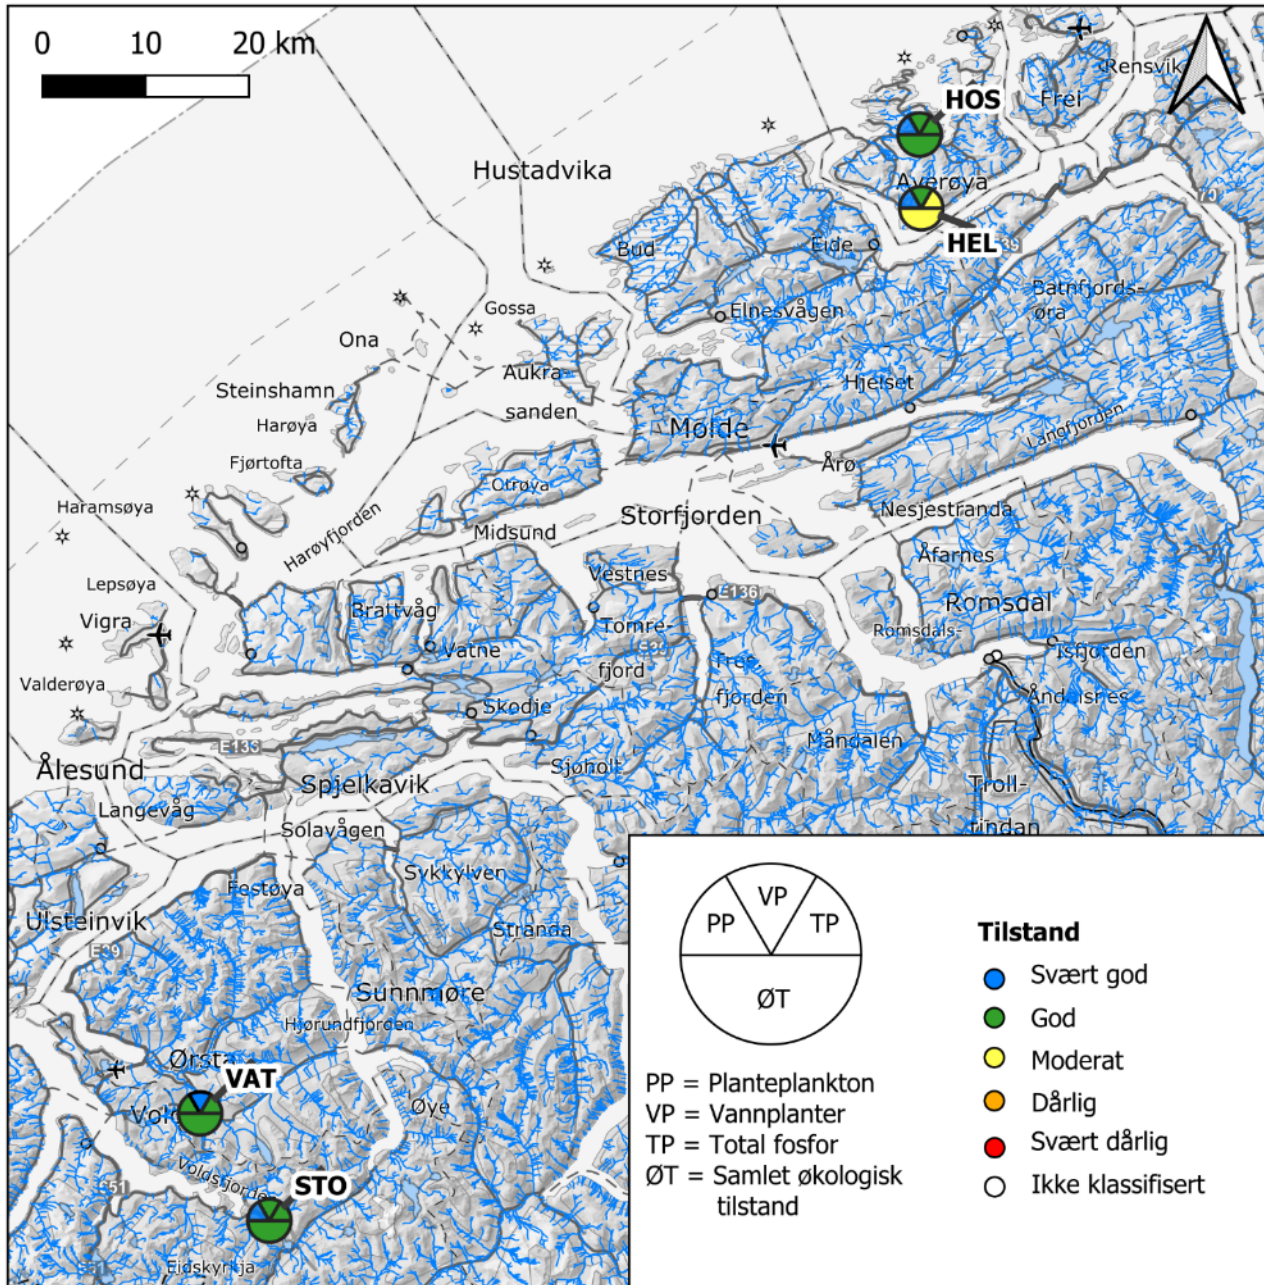 0 10 20 km
HOS
Rensvik
Frei
Hustadvika
Averøya
HEL
Bud
Eide
70
Batnfjords-
øra
Gossa
Elnesvågen
Ona
Aukra-
sanden
Steinshamn
Harøya
Hjelset
Molde
Fjørtofta
Årø
Langfjorden
Otrøya
Haramsøya
Harøyfjorden
Midsund
Storfjorden
Nesjestranda
Åfarnes
Lepsøya
Vestnes
Vigra
Brattvåg
E136
Romsdal
Tomre-
fjord
Romsdals-
Vatne
Isfjorden
Valderøya
Tres-
fjorden
Åndalsnes
Skodje
E136
Måndalen
Ålesund
Spjelkavik
Sjøholt
Langevåg
Troll-
tindan
Solavågen
Sykkylven
Festøya
Ulsteinvik
Stranda
E39
Sunnmøre
Hjørundfjorden
Ørsta
VAT
Øye
Volda
Voldsfjorden
STO
PP
VP
TP
ØT
PP = Planteplankton
VP = Vannplanter
TP = Total fosfor
ØT = Samlet økologisk
tilstand
Tilstand
Svært god
God
Moderat
Dårlig
Svært dårlig
Ikke klassifisert